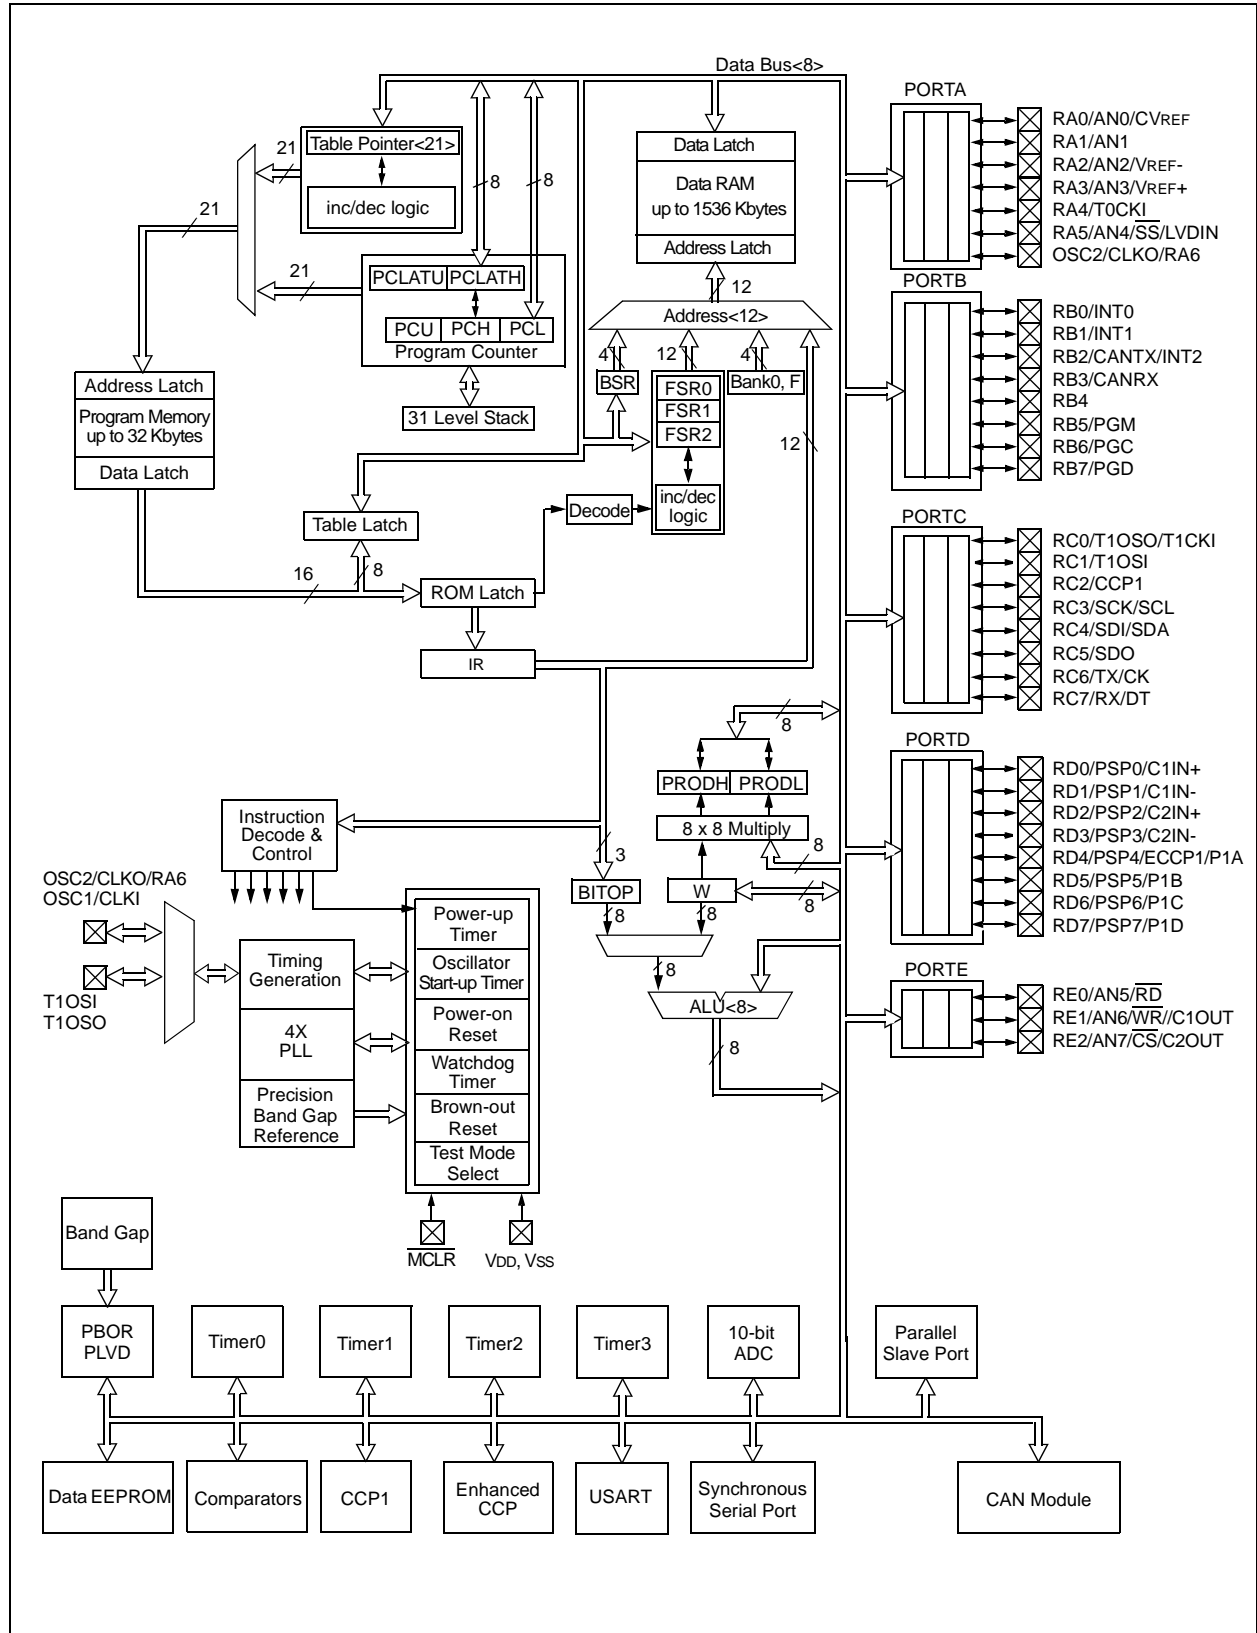 Data Bus<8>
PORTA
RA0/AN0/CVREF
RA1/AN1
RA2/AN2/VREF-
RA3/AN3/VREF+
RA4/T0CKI
RA5/AN4/SS/LVDIN
OSC2/CLKO/RA6
PORTB
RB0/INT0
RB1/INT1
RB2/CANTX/INT2
RB3/CANRX
RB4
RB5/PGM
RB6/PGC
RB7/PGD
PORTC
RC0/T1OSO/T1CKI
RC1/T1OSI
RC2/CCP1
RC3/SCK/SCL
RC4/SDI/SDA
RC5/SDO
RC6/TX/CK
RC7/RX/DT
PORTD
RD0/PSP0/C1IN+
RD1/PSP1/C1IN-
RD2/PSP2/C2IN+
RD3/PSP3/C2IN-
RD4/PSP4/ECCP1/P1A
RD5/PSP5/P1B
RD6/PSP6/P1C
RD7/PSP7/P1D
PORTE
RE0/AN5/RD
RE1/AN6/WR//C1OUT
RE2/AN7/CS/C2OUT
Table Pointer<21>
inc/dec logic
21
21
21
8
8
PCLATU PCLATH
PCU PCH PCL
Program Counter
31 Level Stack
Data Latch
Data RAM
up to 1536 Kbytes
Address Latch
12
Address<12>
4
12
4
BSR
FSR0
FSR1
FSR2
Bank0, F
inc/dec
logic
12
Address Latch
Program Memory
up to 32 Kbytes
Data Latch
Table Latch
16
8
Decode
ROM Latch
IR
8
PRODH PRODL
8 x 8 Multiply
8
3
BITOP
W
8
8
8
8
ALU<8>
8
Instruction
Decode &
Control
OSC2/CLKO/RA6
OSC1/CLKI
T1OSI
T1OSO
Timing
Generation
4X
PLL
Precision
Band Gap
Reference
Power-up
Timer
Oscillator
Start-up Timer
Power-on
Reset
Watchdog
Timer
Brown-out
Reset
Test Mode
Select
MCLR
VDD, VSS
Band Gap
PBOR
PLVD
Timer0
Timer1
Timer2
Timer3
10-bit
ADC
Parallel
Slave Port
Data EEPROM
Comparators
CCP1
Enhanced
CCP
USART
Synchronous
Serial Port
CAN Module